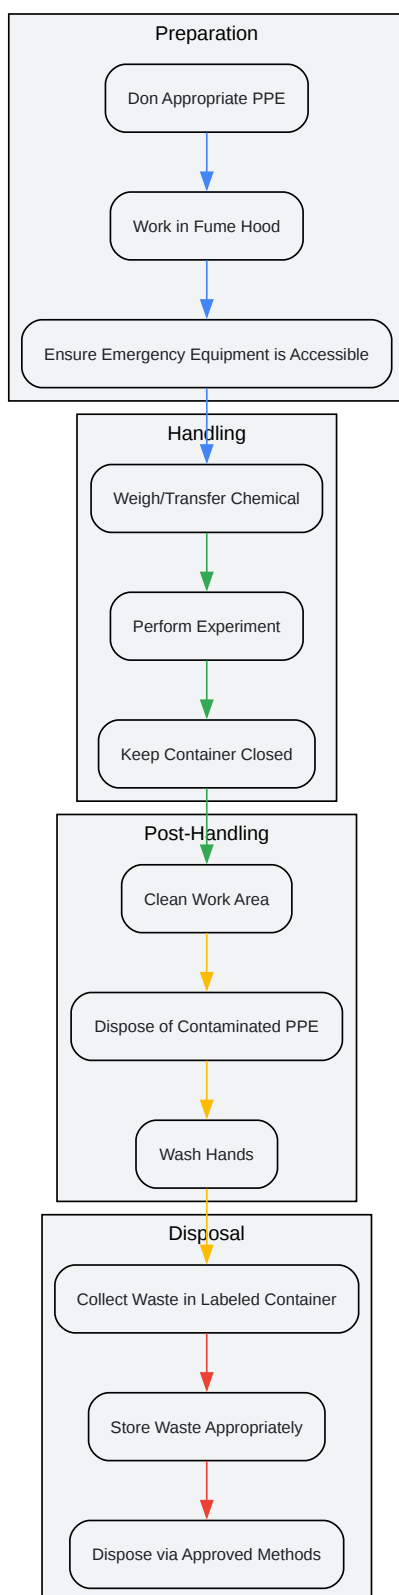 Preparation
Don Appropriate PPE
Work in Fume Hood
Ensure Emergency Equipment is Accessible
Handling
Weigh/Transfer Chemical
Perform Experiment
Keep Container Closed
Post-Handling
Clean Work Area
Dispose of Contaminated PPE
Wash Hands
Disposal
Collect Waste in Labeled Container
Store Waste Appropriately
Dispose via Approved Methods